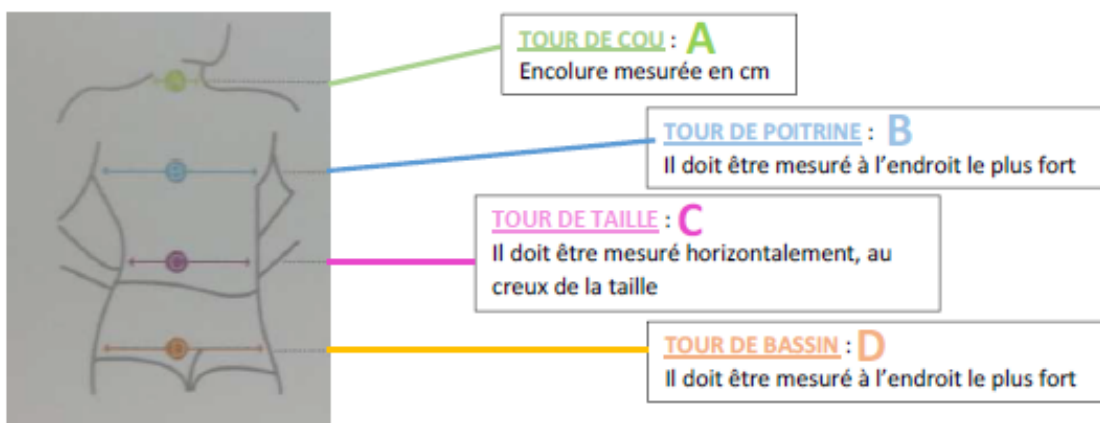 TOUR DE COU : A
Encolure mesurée en cm
A
TOUR DE POITRINE : B
Il doit être mesuré à l'endroit le plus fort
B
TOUR DE TAILLE : C
Il doit être mesuré horizontalement, au
creux de la taille
C
TOUR DE BASSIN : D
Il doit être mesuré à l'endroit le plus fort